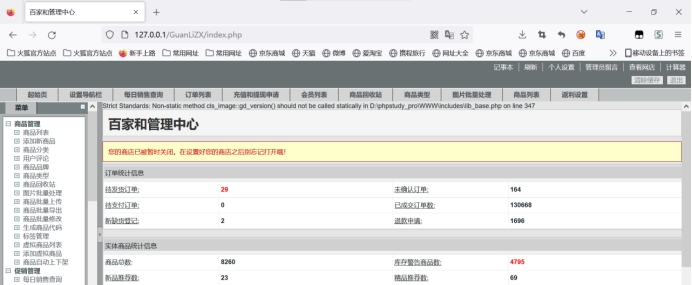 百家和管理中心
127.0.0.1/GuanLiZX/index.php
火狐官方站点 火狐官方站点 新手上路 常用网址 常用网址 京东商城 天猫 微博 爱淘宝 携程旅行 网址大全 京东商城 京东商城 百度 移动设备上的书签
记事本 刷新 个人设置 管理员留言 查看网店 计算器
清除缓存 退出
起始页 设置导航栏 每日销售查询 订单列表 充值和提现申请 会员列表 商品回收站 商品类型 图片批量处理 商品列表 返利设置
菜单
Strict Standards: Non-static method cls_image::gd_version() should not be called statically in D:\phpstudy_pro\WWW\includes\lib_base.php on line 347
百家和管理中心
您的商店已被暂时关闭，在设置好您的商店之后别忘记打开哦！
订单统计信息
待发货订单: 29 未确认订单: 164
待支付订单: 0 已成交订单数: 130668
新缺货登记: 2 退款申请: 1696
实体商品统计信息
商品总数: 8260 库存警告商品数: 4795
新品推荐数: 23 精品推荐数: 69
商品管理
商品列表
添加新商品
商品分类
用户评论
商品品牌
商品类型
商品回收站
图片批量处理
商品批量上传
商品批量导出
商品批量修改
生成商品代码
标签管理
虚拟商品列表
添加虚拟商品
商品自动上下架
促销管理
每日销售查询